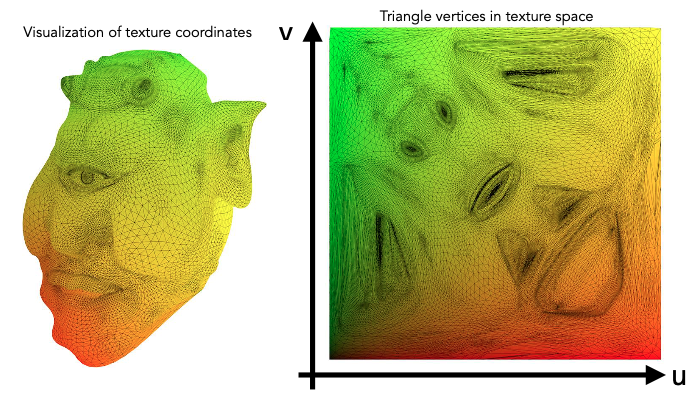 Visualization of texture coordinates
Triangle vertices in texture space
v
u